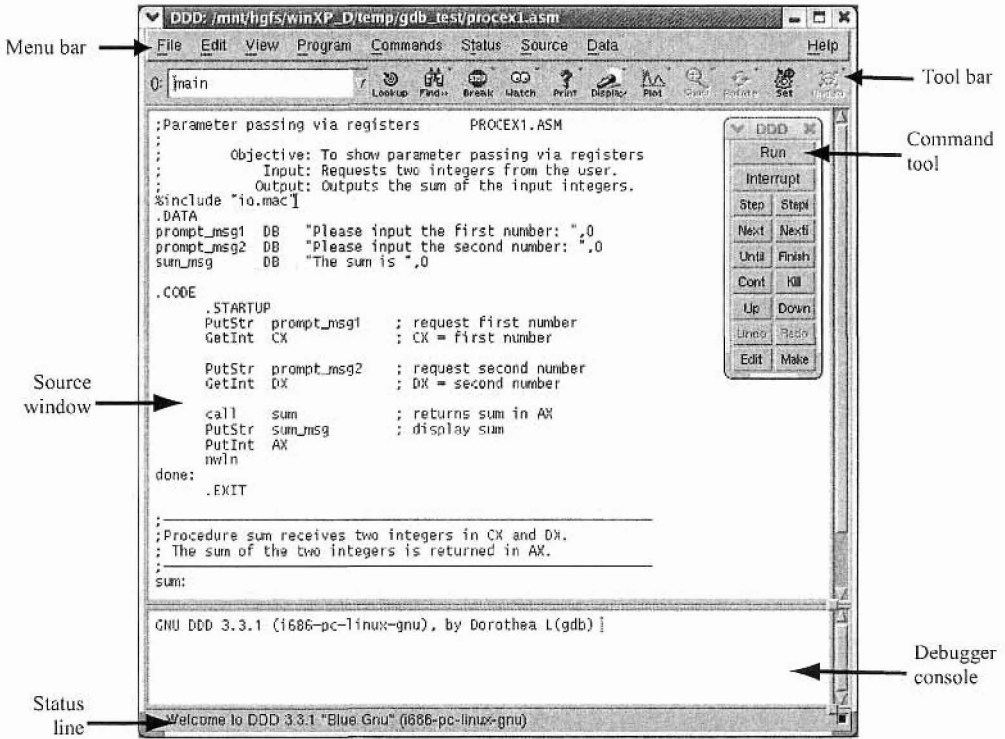 DDD: /mnt/hgfs/winXP_D/temp/gdb_test/procex1.asm
Menu bar
File Edit View Program Commands Status Source Data Help
0: main
Lookup Find>> Break Watch Print Display Plot Rotate Set
Tool bar
;Parameter passing via registers PROCEX1.ASM
;
; Objective: To show parameter passing via registers
; Input: Requests two integers from the user.
; Output: Outputs the sum of the input integers.
%include "io.mac"
.DATA
prompt_msg1 DB "Please input the first number: ",0
prompt_msg2 DB "Please input the second number: ",0
sum_msg DB "The sum is ",0
.CODE
.STARTUP
PutStr prompt_msg1 ; request first number
GetInt CX ; CX = first number
PutStr prompt_msg2 ; request second number
GetInt DX ; DX = second number
call sum ; returns sum in AX
PutStr sum_msg ; display sum
PutInt AX
nwln
done:
.EXIT
;
;Procedure sum receives two integers in CX and DX.
; The sum of the two integers is returned in AX.
;
sum:
DDD
Run
Interrupt
Step Stepi
Next Nexti
Until Finish
Cont Kill
Up Down
Undo Redo
Edit Make
Command
tool
Source
window
GNU DDD 3.3.1 (i686-pc-linux-gnu), by Dorothea L(gdb)
Debugger
console
Status
line
Welcome to DDD 3.3.1 "Blue Gnu" (i686-pc-linux-gnu)